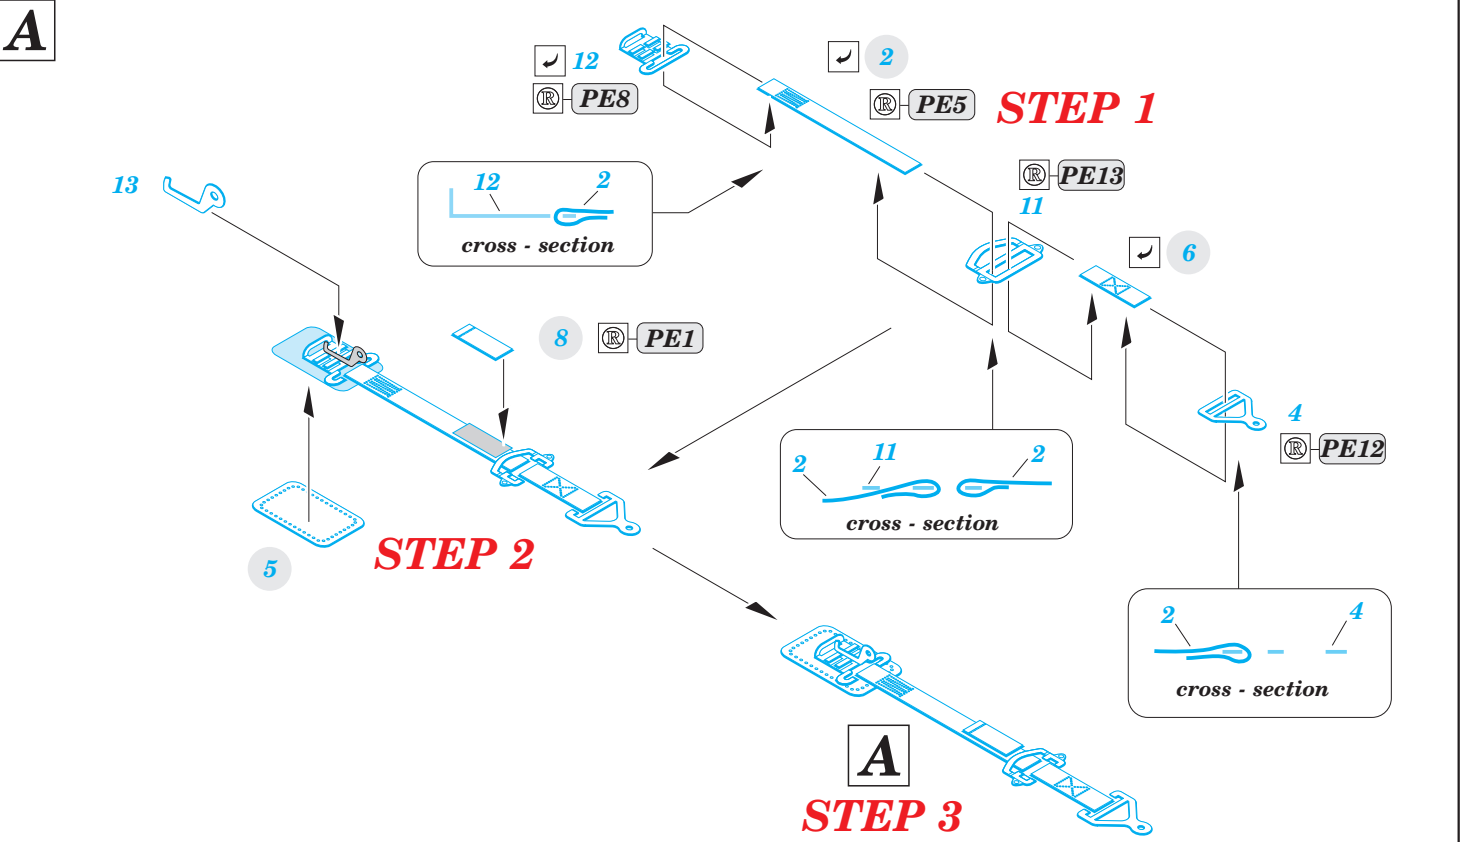 A
12
® PE8
2
® PE5
STEP 1
13
12 2
cross - section
® PE13
11
6
8 ® PE1
4
® PE12
2 11 2
cross - section
5
STEP 2
2 4
cross - section
A
STEP 3